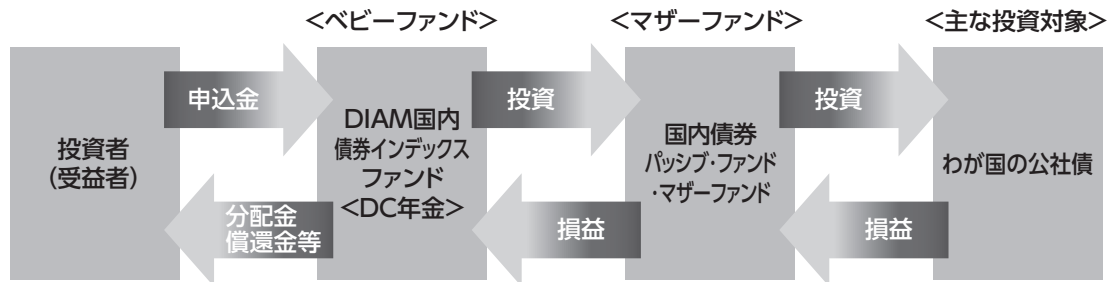 <ベビーファンド>
<マザーファンド>
<主な投資対象>
投資者
(受益者)
申込金
分配金
償還金等
DIAM国内
債券インデックス
ファンド
<DC年金>
投資
損益
国内債券
パッシブ・ファンド
・マザーファンド
投資
損益
わが国の公社債